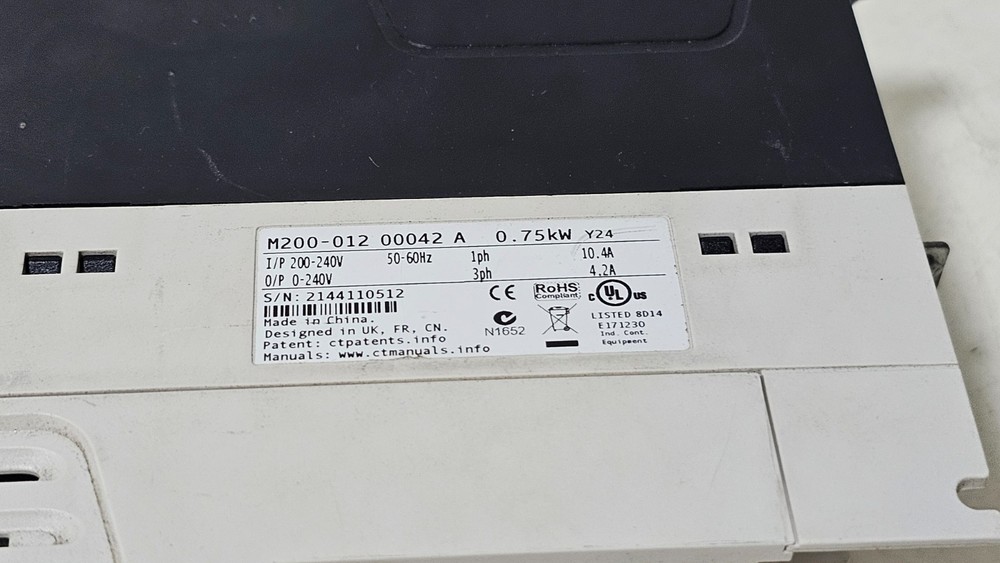 M200-012 00042 A 0.75kW Y24
I/P 200-240V 50-60Hz 1ph 10.4A
O/P 0-240V 3ph 4.2A
S/N: 2144110512
Made in China.
Designed in UK, FR, CN.
Patent: ctpatents.info
Manuals: www.ctmanuals.info
CE
N1652
RoHS
Compliant
c UL us
LISTED 8D14
E171230
Ind. Cont.
Equipment